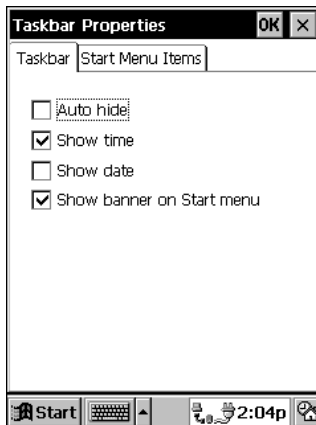 Taskbar Properties OK
Taskbar Start Menu Items
Auto hide
Show time
Show date
Show banner on Start menu
Start 2:04p